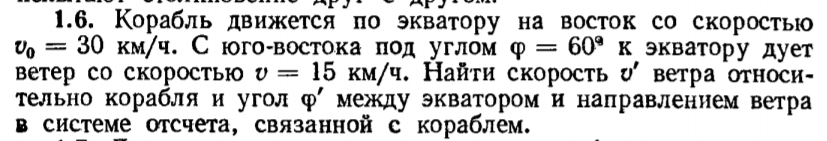 1.6. Корабль движется по экватору на восток со скоростью
v₀ = 30 км/ч. С юго-востока под углом φ = 60° к экватору дует
ветер со скоростью v = 15 км/ч. Найти скорость v′ ветра относи-
тельно корабля и угол φ′ между экватором и направлением ветра
в системе отсчета, связанной с кораблем.